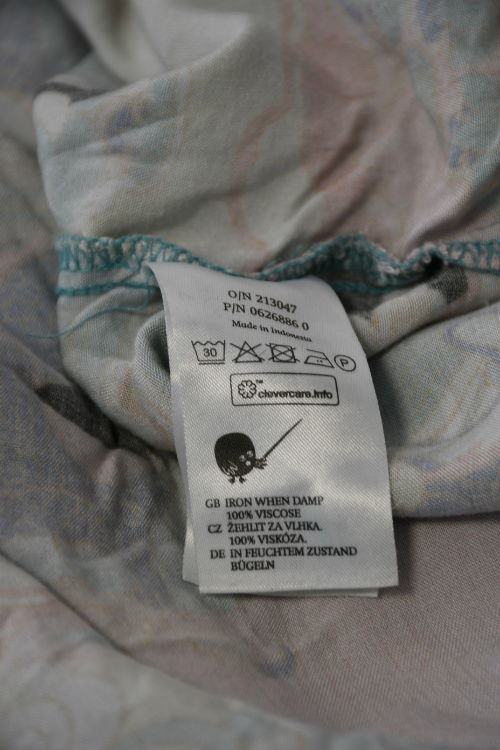 O/N 213047
P/N 0626886 0
Made in Indonesia
30 P
clevercare.info™
GB IRON WHEN DAMP
100% VISCOSE
CZ ŽEHLIT ZA VLHKA.
100% VISKÓZA.
DE IN FEUCHTEM ZUSTAND
BÜGELN